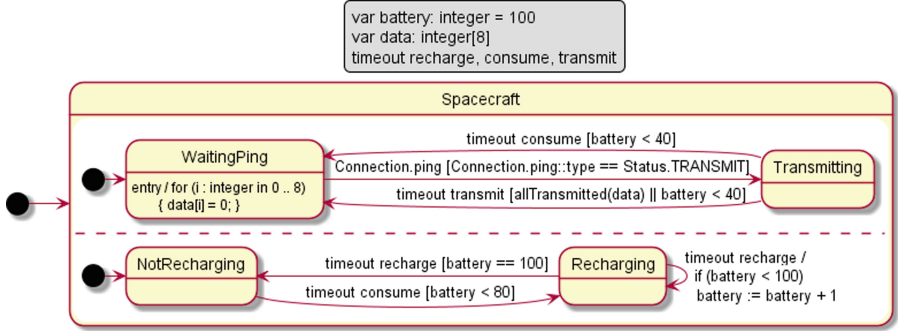 var battery: integer = 100
var data: integer[8]
timeout recharge, consume, transmit
Spacecraft
timeout consume [battery < 40]
WaitingPing
Connection.ping [Connection.ping::type == Status.TRANSMIT]
Transmitting
entry / for (i : integer in 0 .. 8)
{ data[i] = 0; }
timeout transmit [allTransmitted(data) || battery < 40]
NotRecharging
timeout recharge [battery == 100]
Recharging
timeout recharge /
if (battery < 100)
battery := battery + 1
timeout consume [battery < 80]